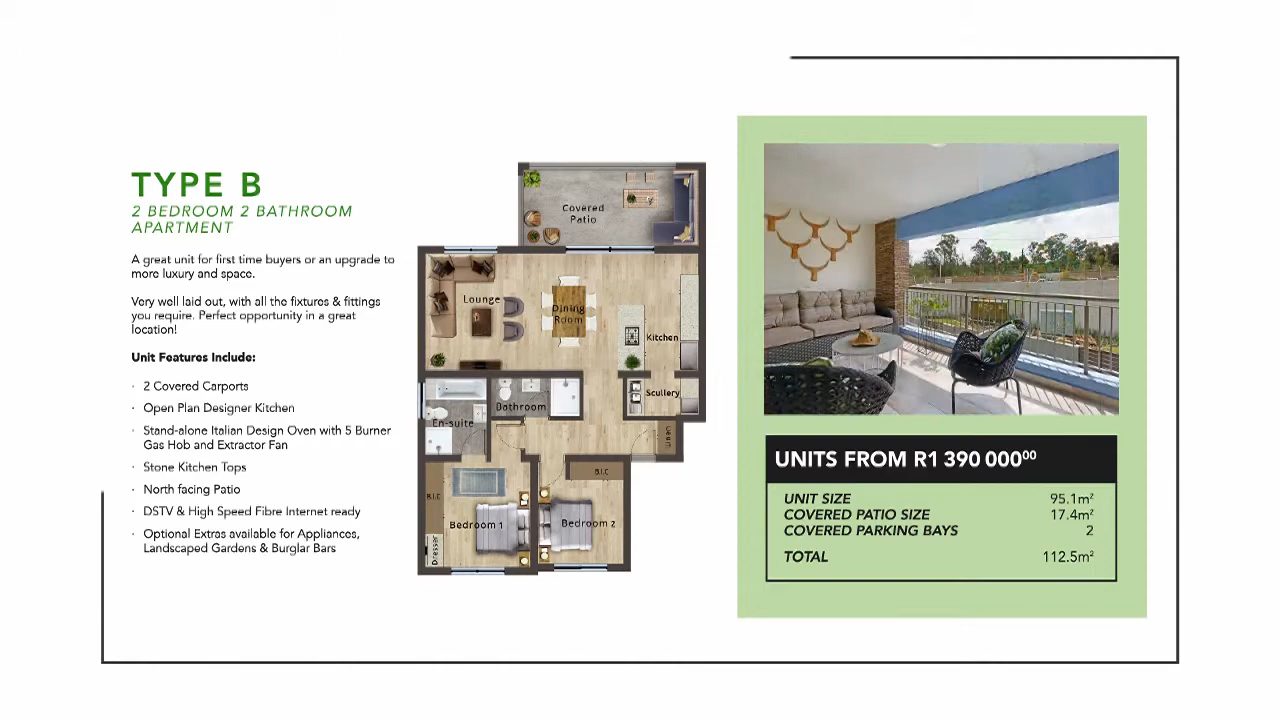 TYPE B
2 BEDROOM 2 BATHROOM
APARTMENT
A great unit for first time buyers or an upgrade to
more luxury and space.
Very well laid out, with all the fixtures & fittings
you require. Perfect opportunity in a great
location!
Unit Features Include:
· 2 Covered Carports
· Open Plan Designer Kitchen
· Stand-alone Italian Design Oven with 5 Burner
Gas Hob and Extractor Fan
· Stone Kitchen Tops
· North facing Patio
· DSTV & High Speed Fibre Internet ready
· Optional Extras available for Appliances,
Landscaped Gardens & Burglar Bars
Covered
Patio
Lounge
Dining
Room
Kitchen
Scullery
Bathroom
En-suite
B.I.C
B.I.C
Bedroom 1
Bedroom 2
Dresser
UNITS FROM R1 390 000⁰⁰
UNIT SIZE 95.1m²
COVERED PATIO SIZE 17.4m²
COVERED PARKING BAYS 2
TOTAL 112.5m²